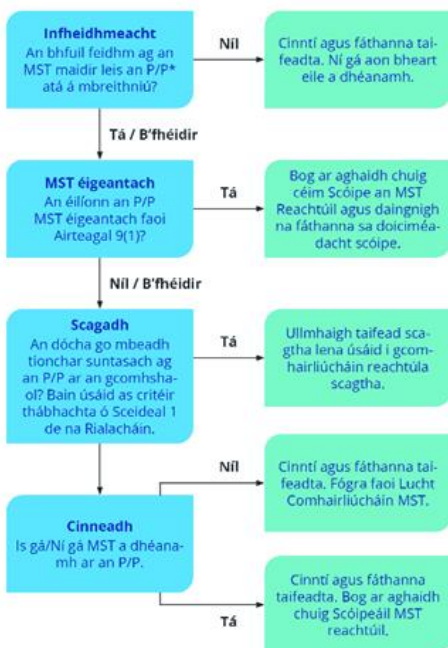 Infheidhmeacht
An bhfuil feidhm ag an
MST maidir leis an P/P*
atá á mbreithniú?
Níl
Cinntí agus fáthanna tai-
feadta. Ní gá aon bheart
eile a dhéanamh.
Tá / B'fhéidir
MST éigeantach
An éilíonn an P/P
MST éigeantach faoi
Airteagal 9(1)?
Tá
Bog ar aghaidh chuig
céim Scóipe an MST
Reachtúil agus daingnigh
na fáthanna sa doiciméa-
dacht scóipe.
Níl / B'fhéidir
Scagadh
An dócha go mbeadh
tionchar suntasach ag
an P/P ar an gcomhsha-
ol? Bain úsáid as critéir
thábhachta ó Sceideal 1
de na Rialacháin.
Tá
Ullmhaigh taifead sca-
gtha lena úsáid i gcom-
hairliúcháin reachtúla
scagtha.
Níl
Cinntí agus fáthanna tai-
feadta. Fógra faoi Lucht
Comhairliúcháin MST.
Cinneadh
Is gá/Ní gá MST a dhéana-
mh ar an P/P.
Tá
Cinntí agus fáthanna
taifeadta. Bog ar aghaidh
chuig Scóipeáil MST
reachtúil.